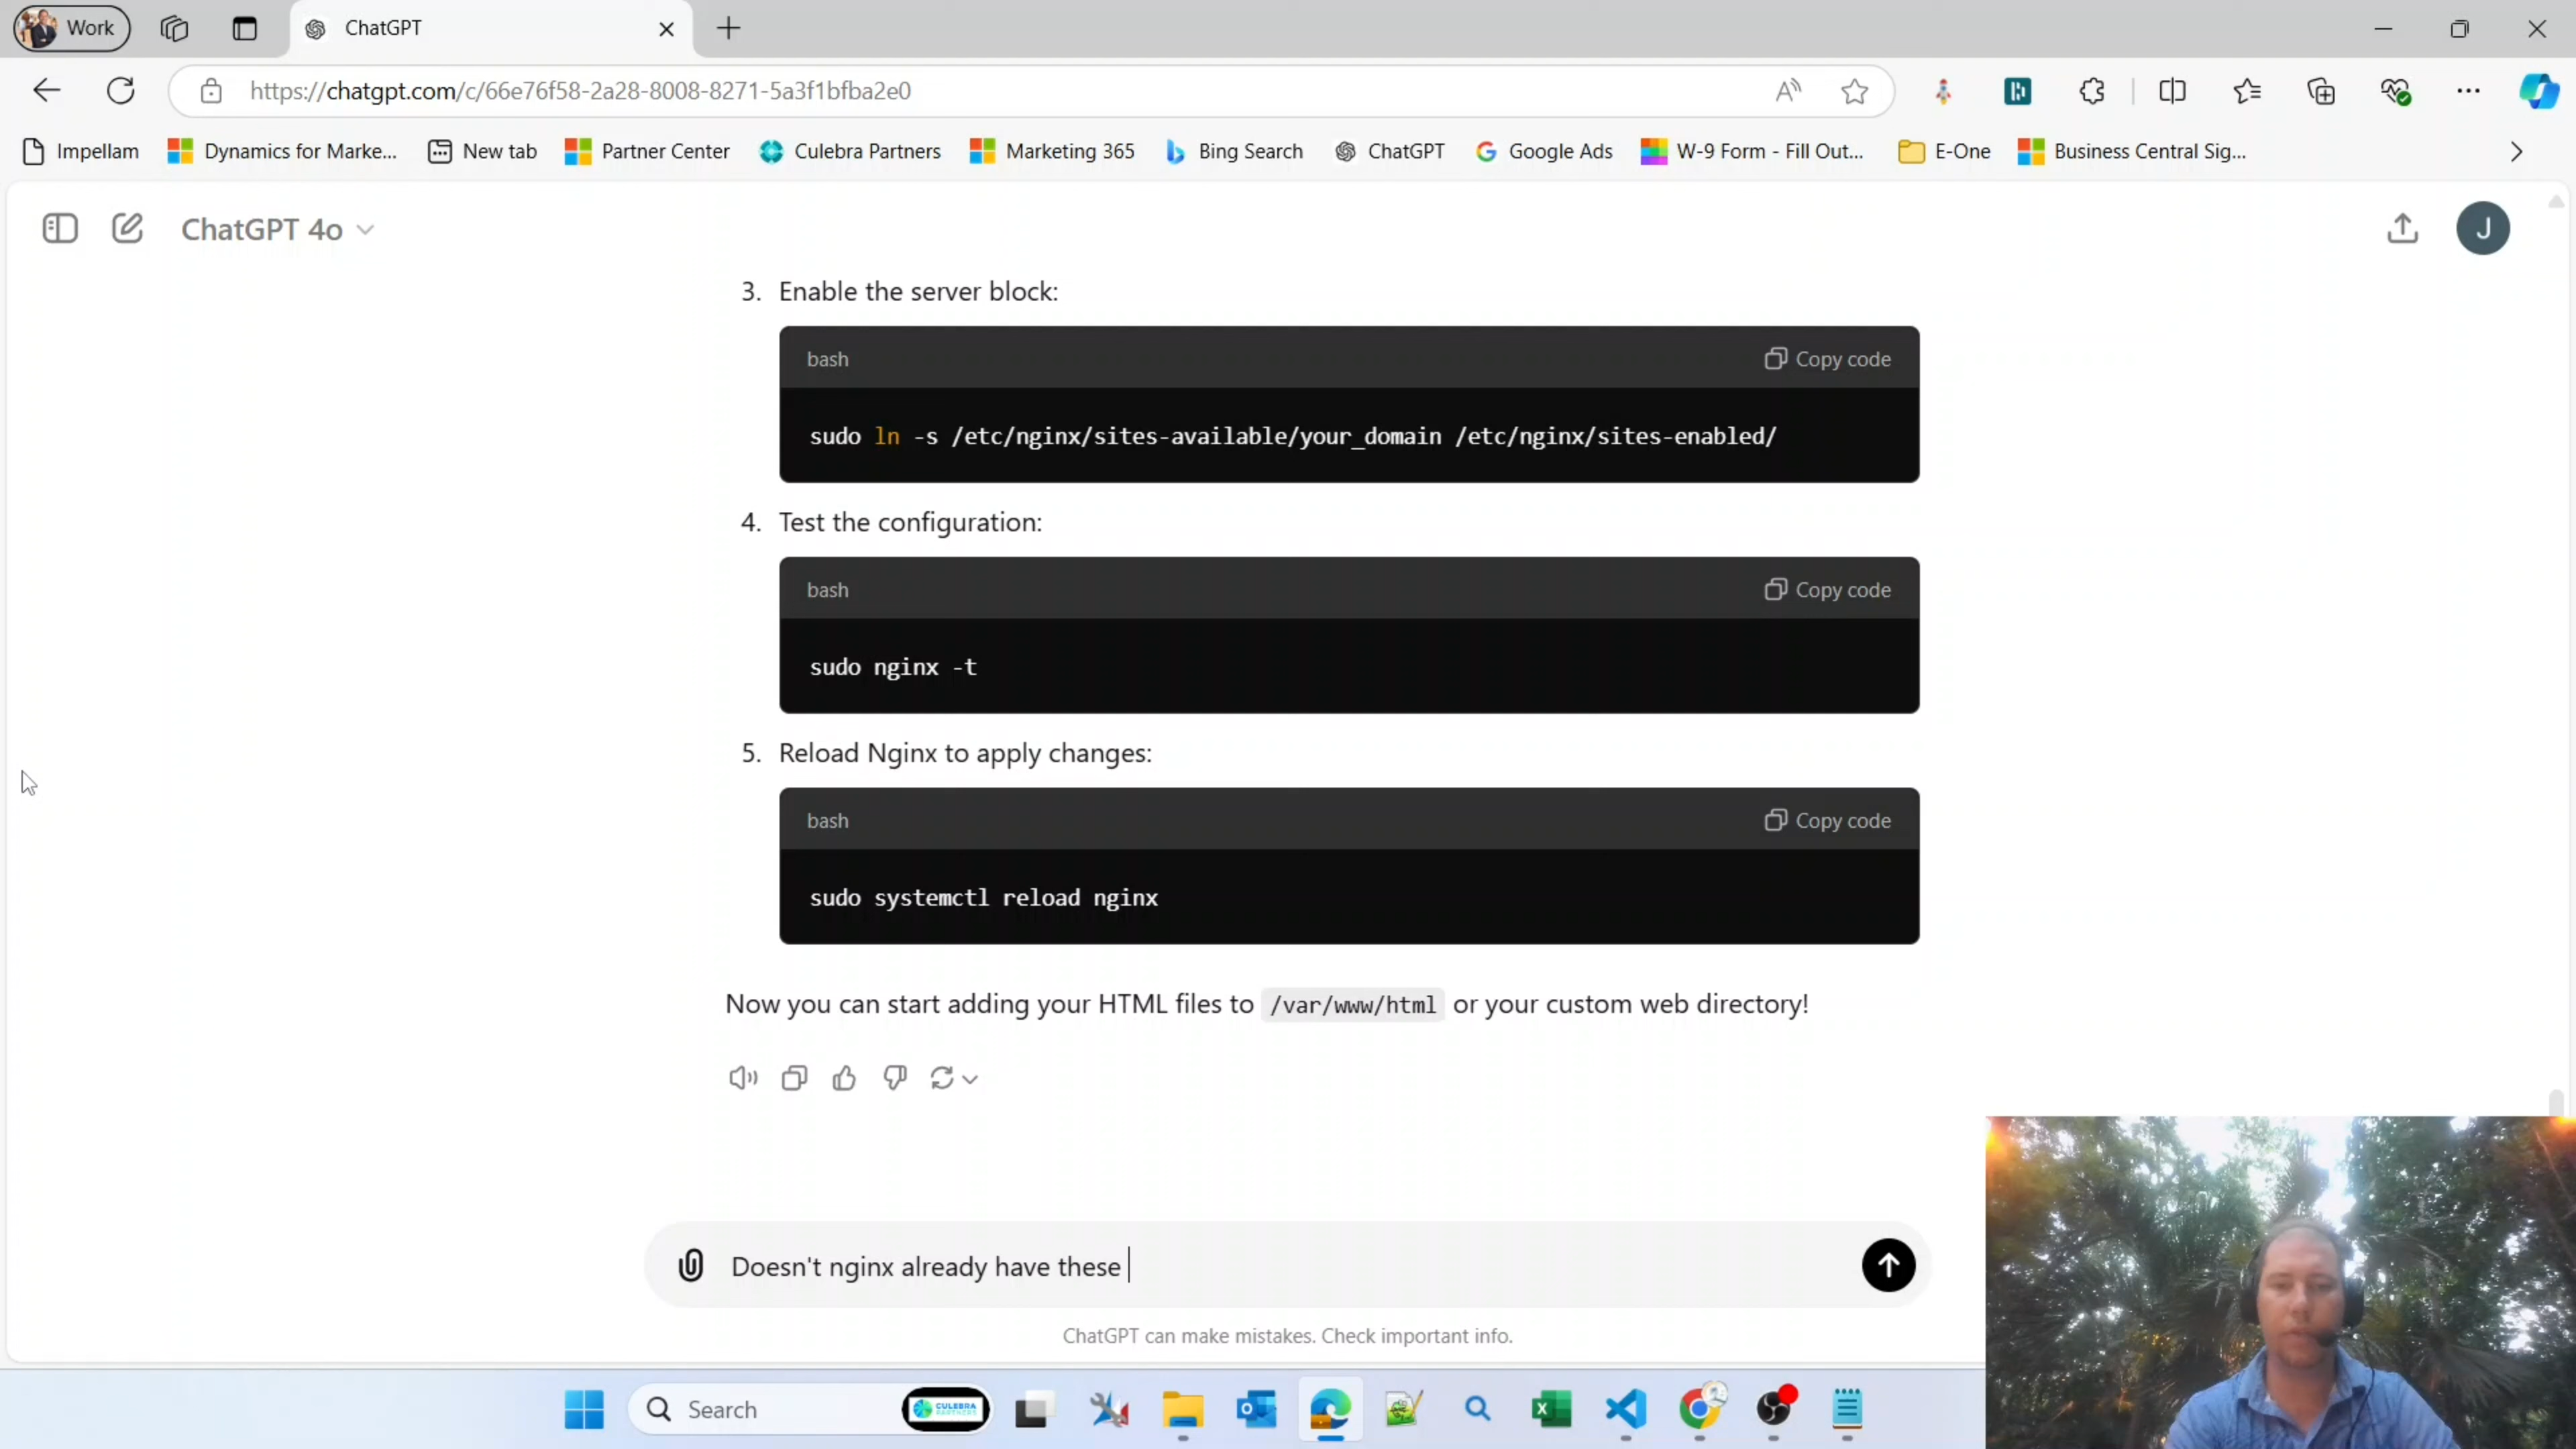 Work
ChatGPT
https://chatgpt.com/c/66e76f58-2a28-8008-8271-5a3f1bfba2e0
Impellam
Dynamics for Marke...
New tab
Partner Center
Culebra Partners
Marketing 365
Bing Search
ChatGPT
Google Ads
W-9 Form - Fill Out...
E-One
Business Central Sig...
ChatGPT 4o
J
3. Enable the server block:
bash
Copy code
sudo ln -s /etc/nginx/sites-available/your_domain /etc/nginx/sites-enabled/
4. Test the configuration:
bash
Copy code
sudo nginx -t
5. Reload Nginx to apply changes:
bash
Copy code
sudo systemctl reload nginx
Now you can start adding your HTML files to /var/www/html or your custom web directory!
Doesn't nginx already have these
ChatGPT can make mistakes. Check important info.
Search
CULEBRA
PARTNERS